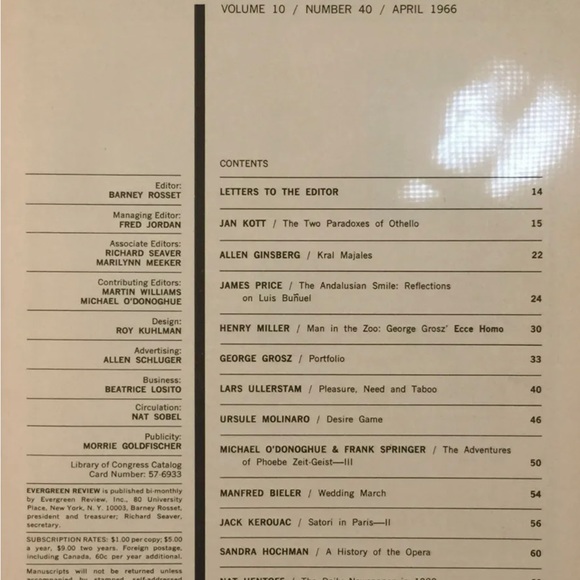 VOLUME 10 / NUMBER 40 / APRIL 1966
CONTENTS
LETTERS TO THE EDITOR 14
JAN KOTT / The Two Paradoxes of Othello 15
ALLEN GINSBERG / Kral Majales 22
JAMES PRICE / The Andalusian Smile: Reflections
on Luis Buñuel 24
HENRY MILLER / Man in the Zoo: George Grosz' Ecce Homo 30
GEORGE GROSZ / Portfolio 33
LARS ULLERSTAM / Pleasure, Need and Taboo 40
URSULE MOLINARO / Desire Game 46
MICHAEL O'DONOGHUE & FRANK SPRINGER / The Adventures
of Phoebe Zeit-Geist—III 50
MANFRED BIELER / Wedding March 54
JACK KEROUAC / Satori in Paris—II 56
SANDRA HOCHMAN / A History of the Opera 60
Editor:
BARNEY ROSSET
Managing Editor:
FRED JORDAN
Associate Editors:
RICHARD SEAVER
MARILYNN MEEKER
Contributing Editors:
MARTIN WILLIAMS
MICHAEL O'DONOGHUE
Design:
ROY KUHLMAN
Advertising:
ALLEN SCHLUGER
Business:
BEATRICE LOSITO
Circulation:
NAT SOBEL
Publicity:
MORRIE GOLDFISCHER
Library of Congress Catalog
Card Number: 57-6933
EVERGREEN REVIEW is published bi-monthly
by Evergreen Review, Inc., 80 University
Place, New York, N. Y. 10003, Barney Rosset,
president and treasurer; Richard Seaver,
secretary.
SUBSCRIPTION RATES: $1.00 per copy; $5.00
a year, $9.00 two years. Foreign postage,
including Canada, 60c per year additional.
Manuscripts will not be returned unless